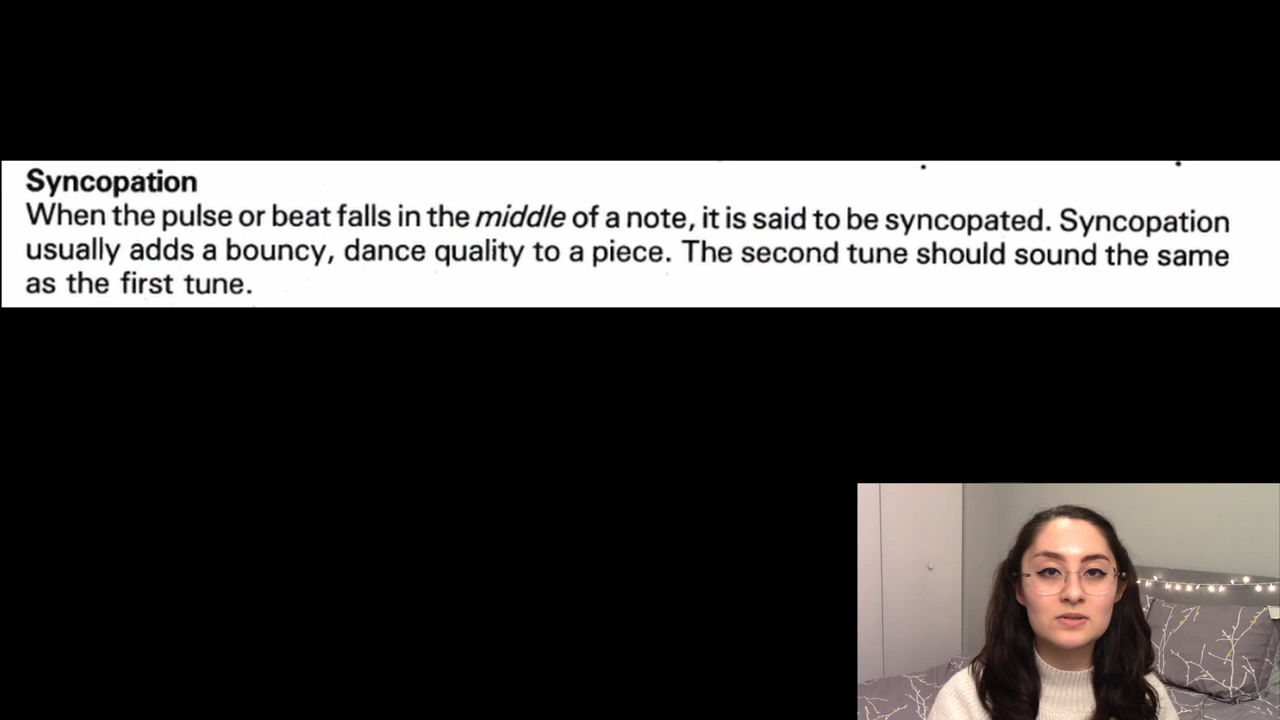 Syncopation
When the pulse or beat falls in the middle of a note, it is said to be syncopated. Syncopation
usually adds a bouncy, dance quality to a piece. The second tune should sound the same
as the first tune.